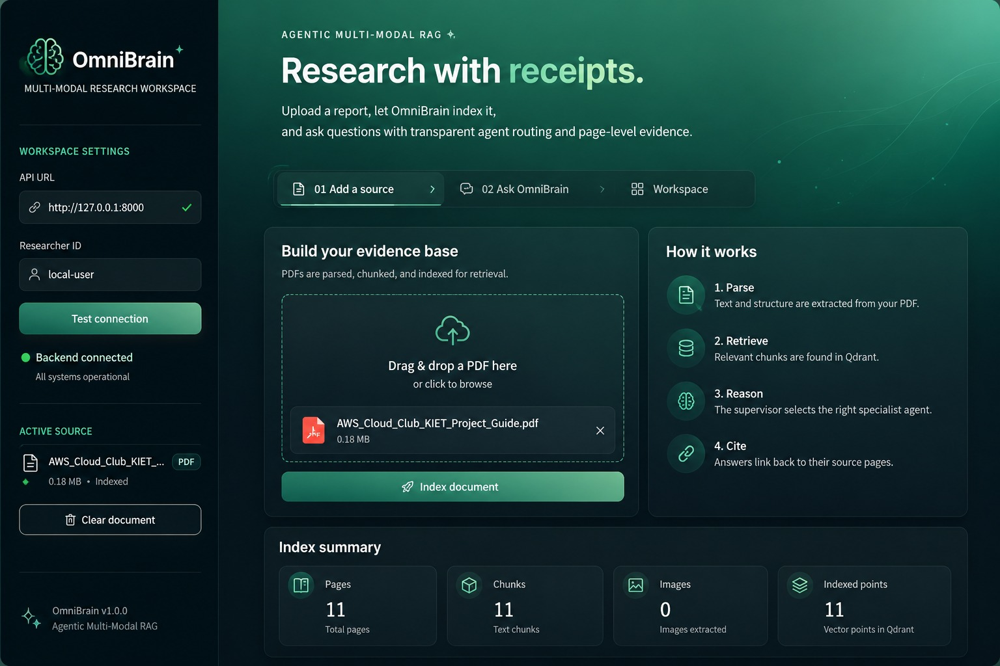 OmniBrain
MULTI-MODAL RESEARCH WORKSPACE
WORKSPACE SETTINGS
API URL
http://127.0.0.1:8000
Researcher ID
local-user
Test connection
Backend connected
All systems operational
ACTIVE SOURCE
AWS_Cloud_Club_KIET_... PDF
0.18 MB • Indexed
Clear document
OmniBrain v1.0.0
Agentic Multi-Modal RAG
AGENTIC MULTI-MODAL RAG
Research with receipts.
Upload a report, let OmniBrain index it,
and ask questions with transparent agent routing and page-level evidence.
01 Add a source
02 Ask OmniBrain
Workspace
Build your evidence base
PDFs are parsed, chunked, and indexed for retrieval.
Drag & drop a PDF here
or click to browse
AWS_Cloud_Club_KIET_Project_Guide.pdf
0.18 MB
Index document
How it works
1. Parse
Text and structure are extracted from your PDF.
2. Retrieve
Relevant chunks are found in Qdrant.
3. Reason
The supervisor selects the right specialist agent.
4. Cite
Answers link back to their source pages.
Index summary
Pages
11
Total pages
Chunks
11
Text chunks
Images
0
Images extracted
Indexed points
11
Vector points in Qdrant